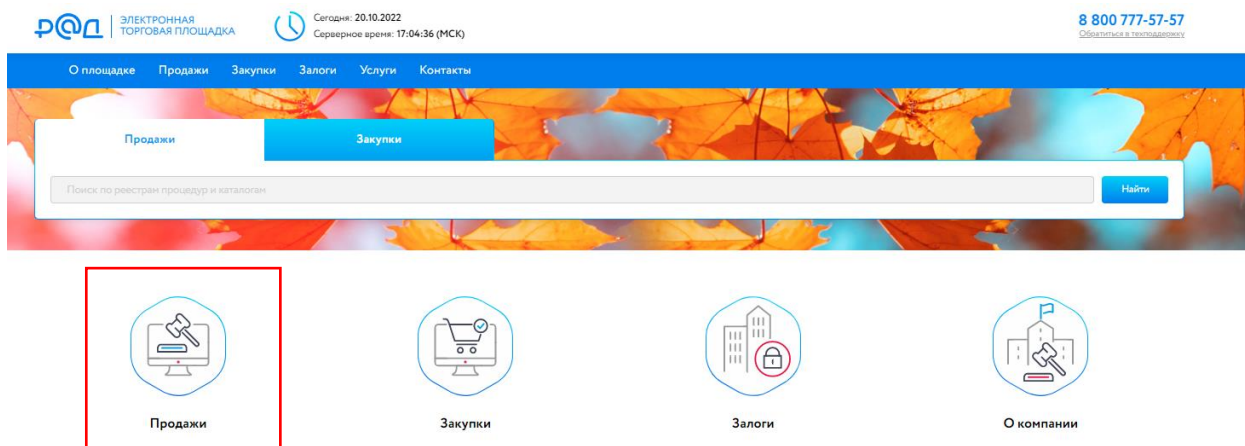 РАД
ЭЛЕКТРОННАЯ
ТОРГОВАЯ ПЛОЩАДКА
Сегодня: 20.10.2022
Серверное время: 17:04:36 (МСК)
8 800 777-57-57
Обратиться в техподдержку
О площадке Продажи Закупки Залоги Услуги Контакты
Продажи Закупки
Поиск по реестрам процедур и каталогам
Найти
Продажи Закупки Залоги О компании